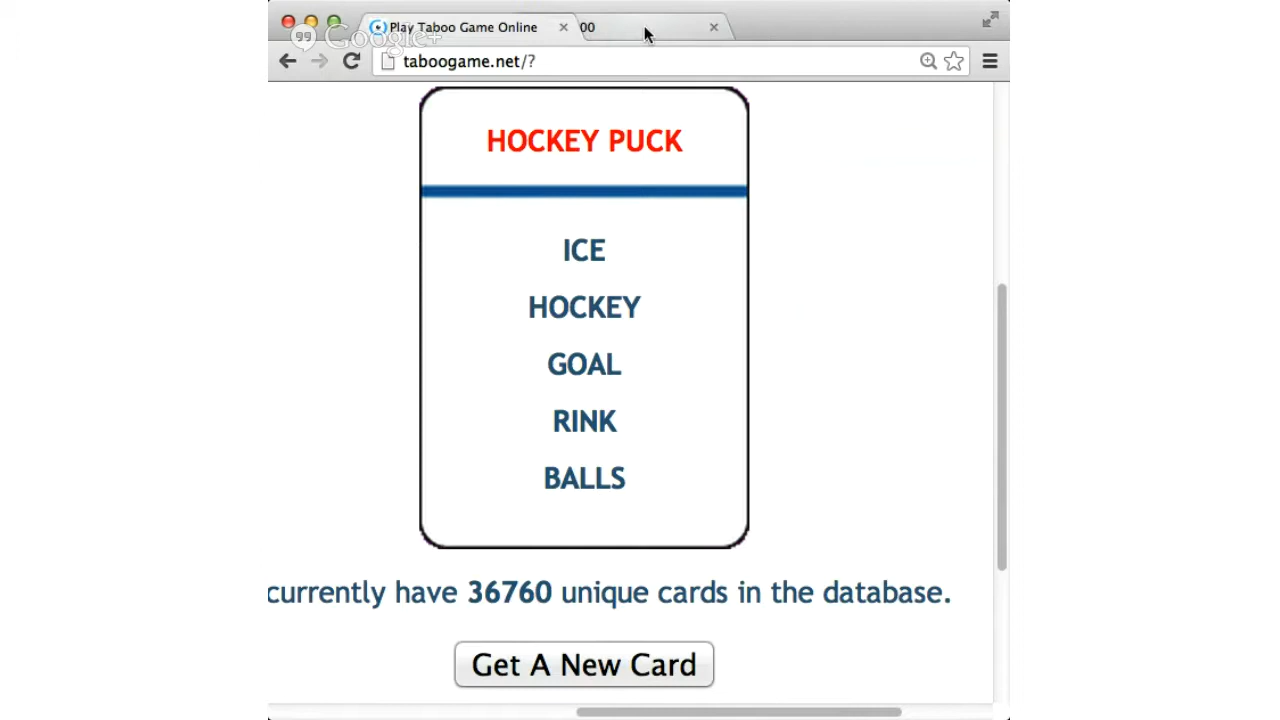 Play Taboo Game Online
00
Google+
taboogame.net/?
HOCKEY PUCK
ICE
HOCKEY
GOAL
RINK
BALLS
currently have 36760 unique cards in the database.
Get A New Card